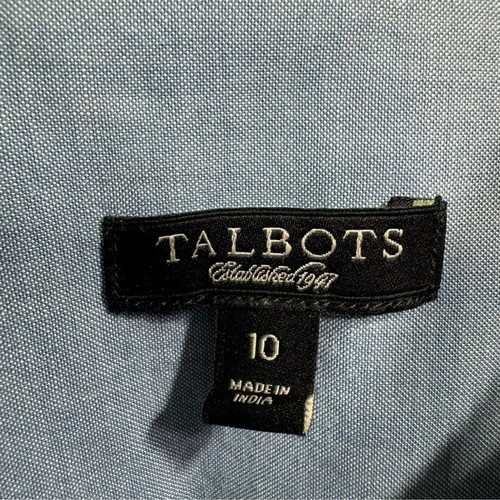 TALBOTS
Established 1947
10
MADE IN
INDIA